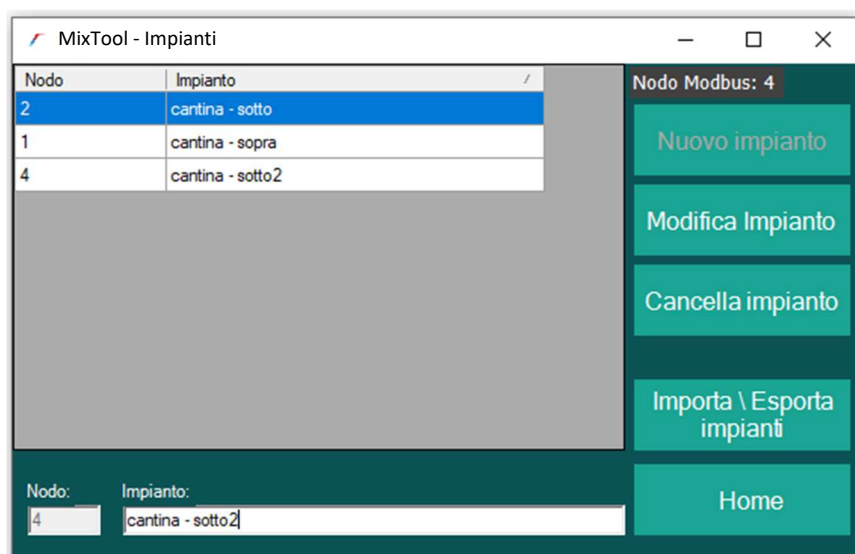 MixTool - Impianti
Nodo Impianto
2 cantina - sotto
1 cantina - sopra
4 cantina - sotto2
Nodo Modbus: 4
Nuovo impianto
Modifica Impianto
Cancella impianto
Importa \ Esporta
impianti
Home
Nodo: Impianto:
4 cantina - sotto2